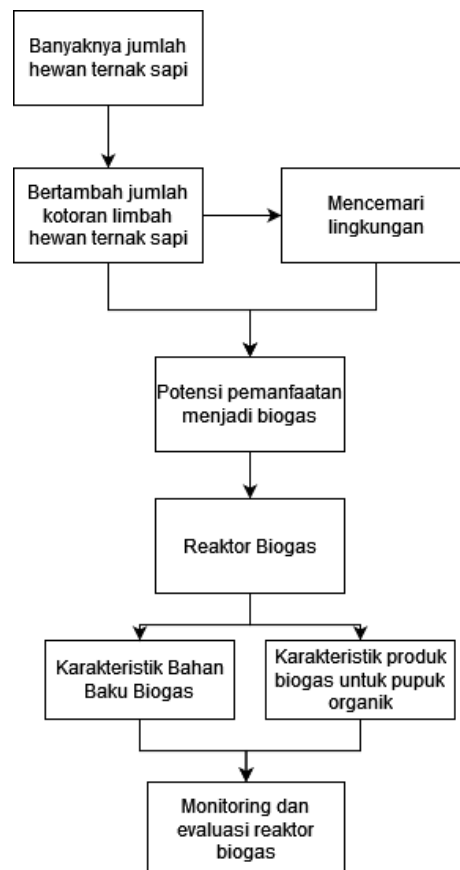 Banyaknya jumlah
hewan ternak sapi
Bertambah jumlah
kotoran limbah
hewan ternak sapi
Mencemari
lingkungan
Potensi pemanfaatan
menjadi biogas
Reaktor Biogas
Karakteristik Bahan
Baku Biogas
Karakteristik produk
biogas untuk pupuk
organik
Monitoring dan
evaluasi reaktor
biogas